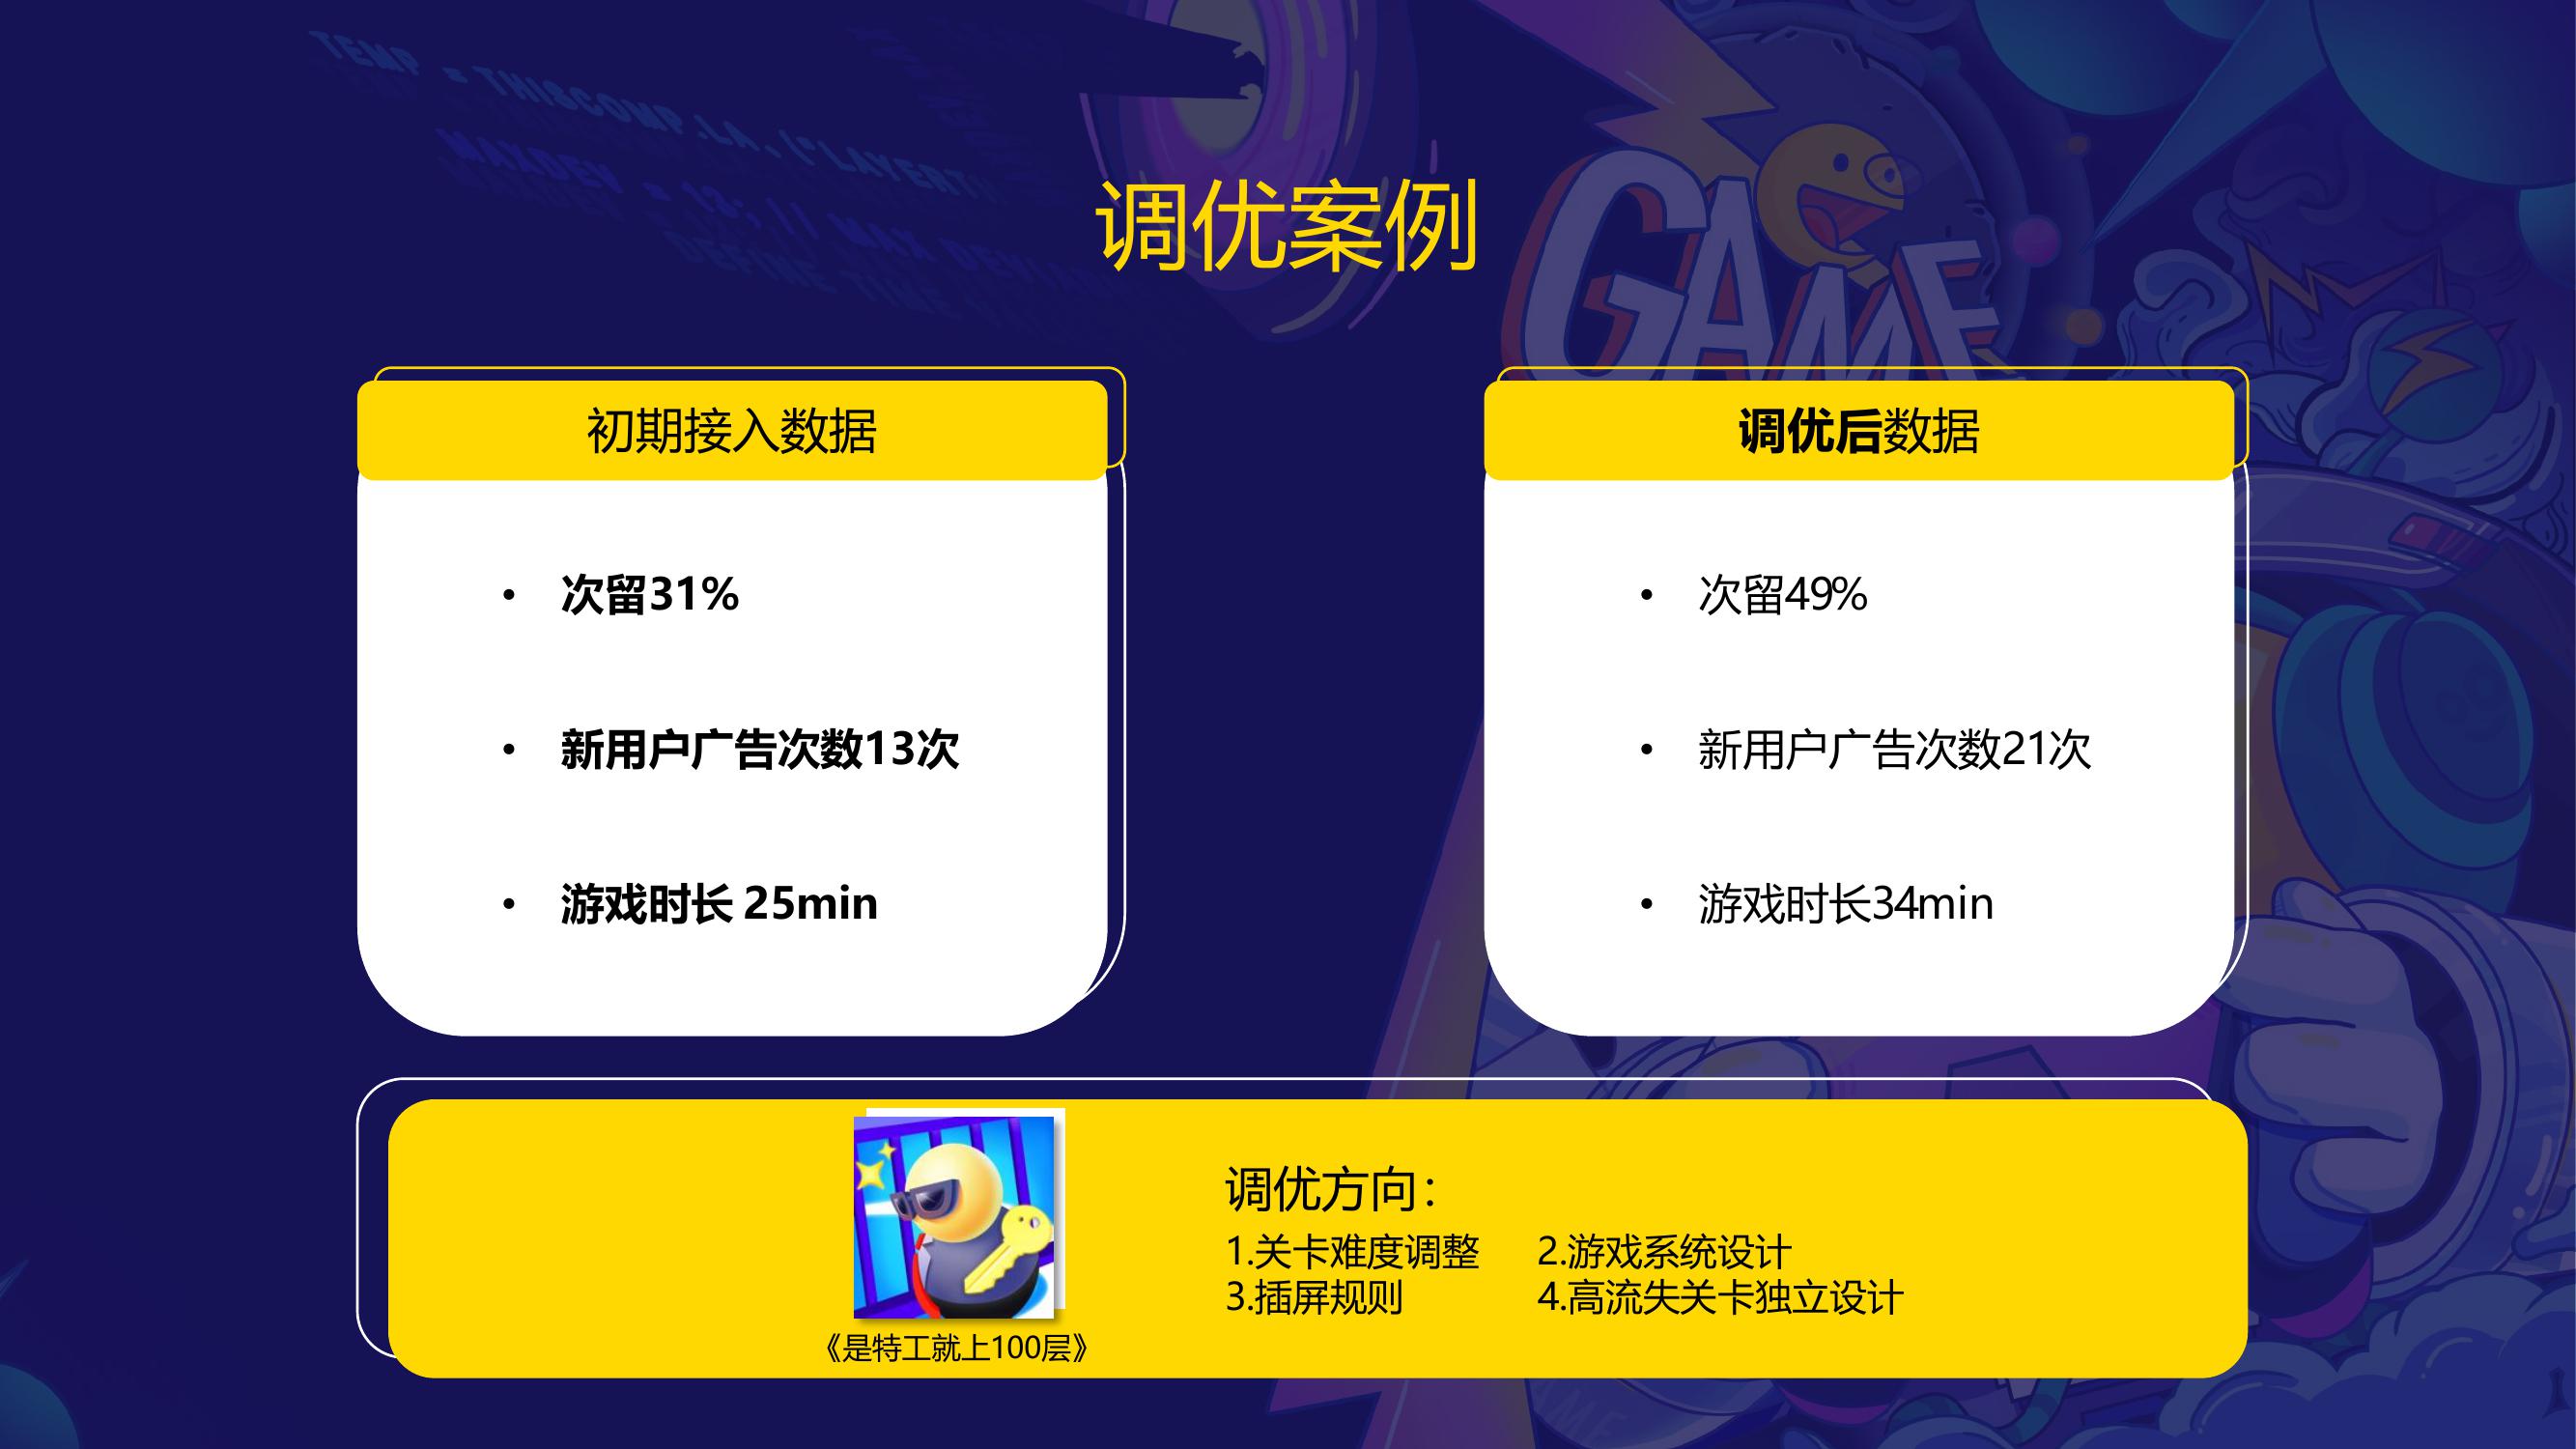 TEMP = THISCOMP.LA.("LAYERT
调优案例
GAME
初期接入数据
• 次留31%
• 新用户广告次数13次
• 游戏时长 25min
调优后数据
• 次留49%
• 新用户广告次数21次
• 游戏时长34min
《是特工就上100层》
调优方向：
1.关卡难度调整 2.游戏系统设计
3.插屏规则 4.高流失关卡独立设计